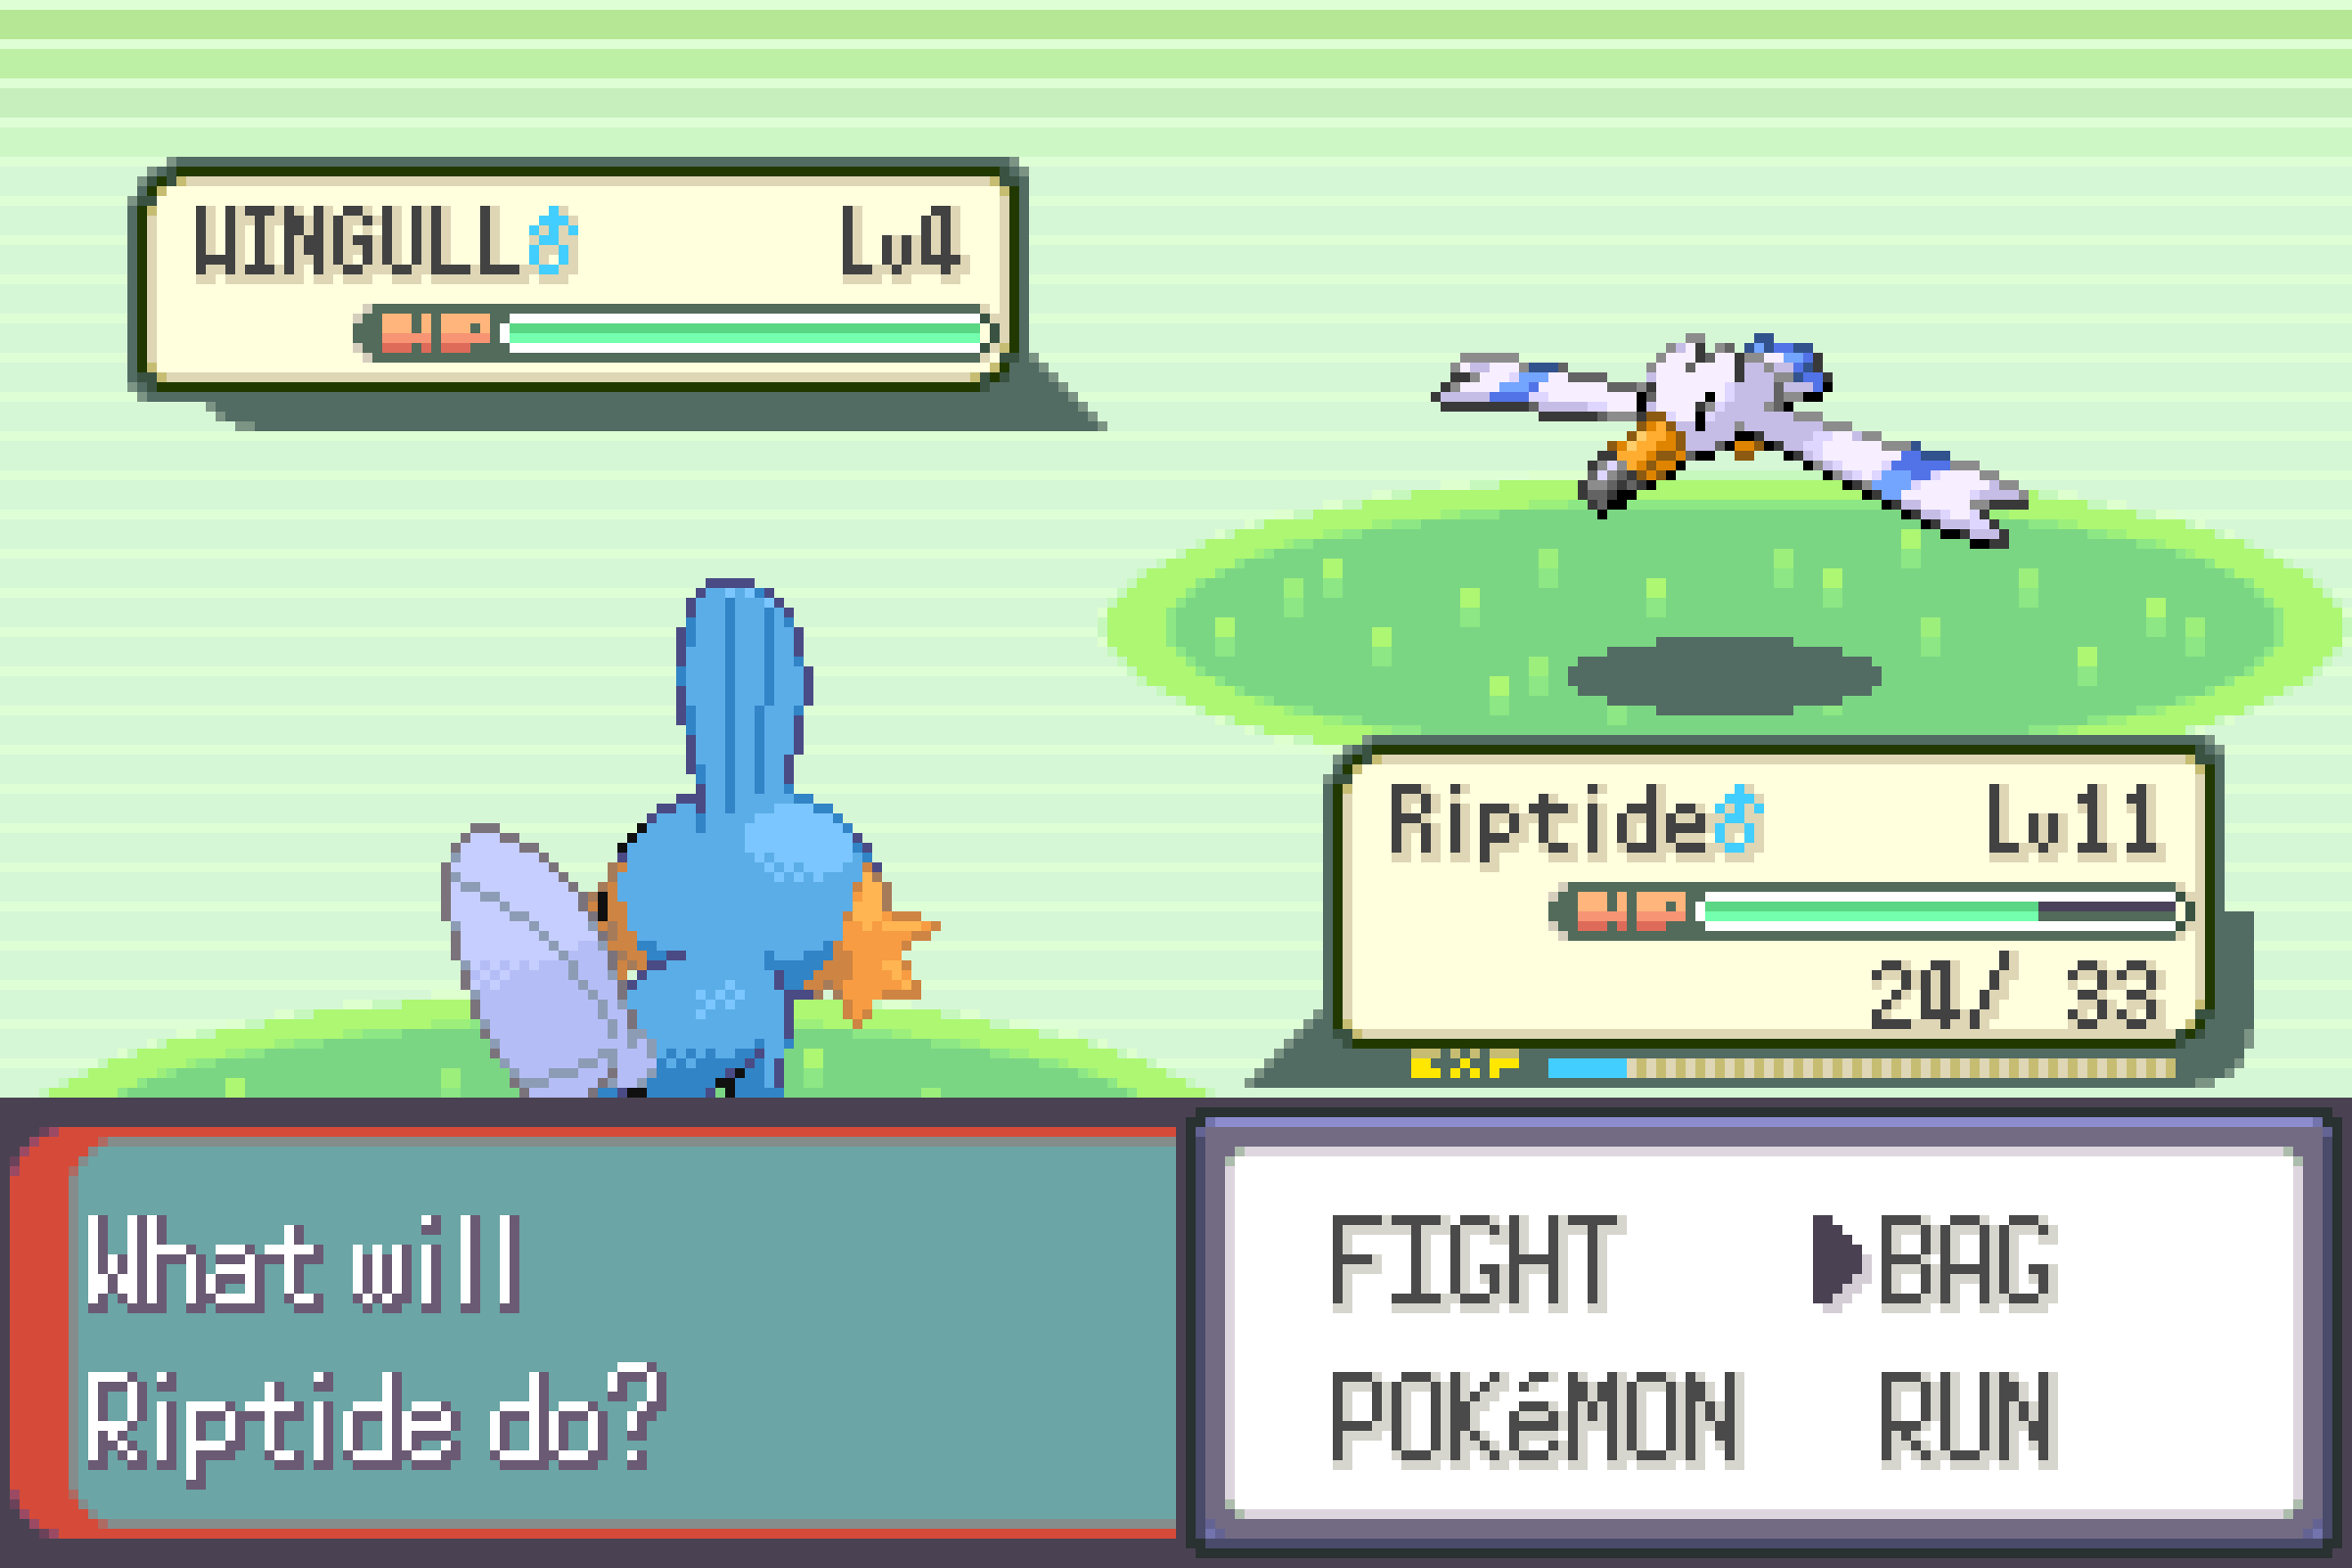 WINGULL♂ Lv4
HP
Riptide♂ Lv11
HP
24/ 33
EXP
What will
Riptide do?
FIGHT BAG
POKéMON RUN